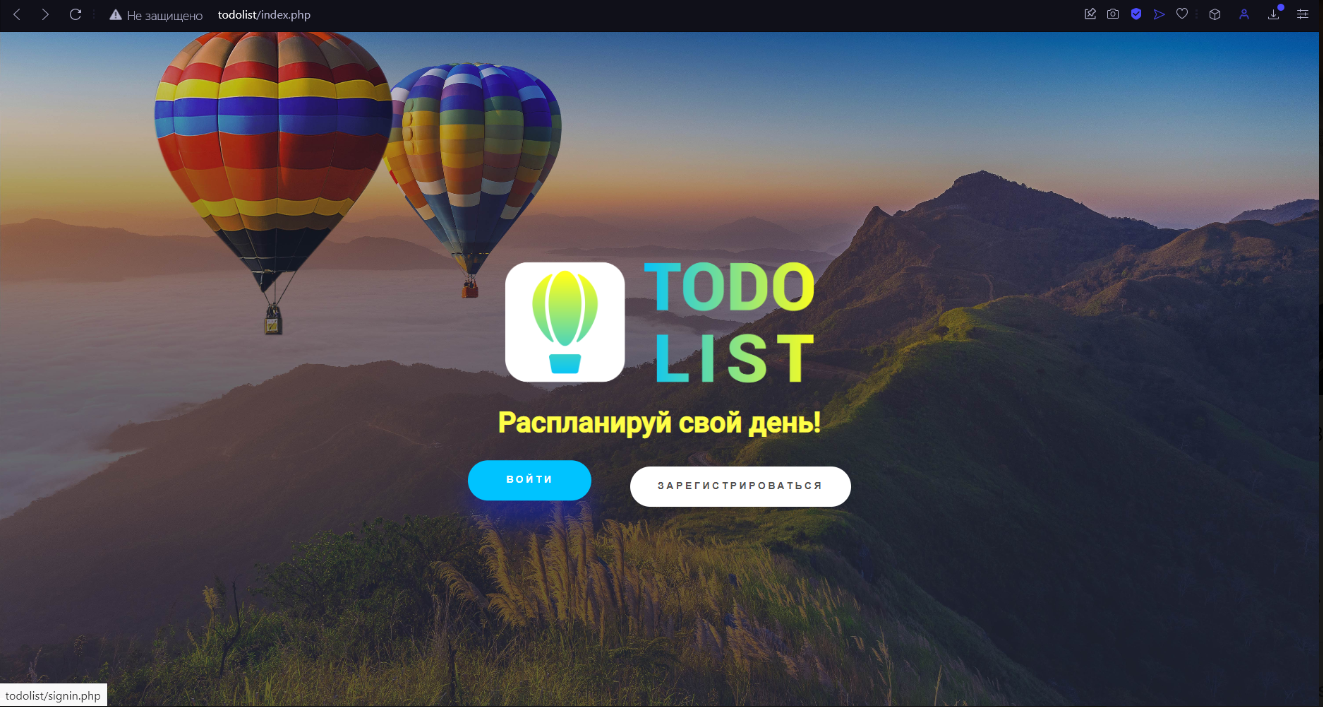 Не защищено todolist/index.php
TODO
LIST
Распланируй свой день!
ВОЙТИ
ЗАРЕГИСТРИРОВАТЬСЯ
todolist/signin.php